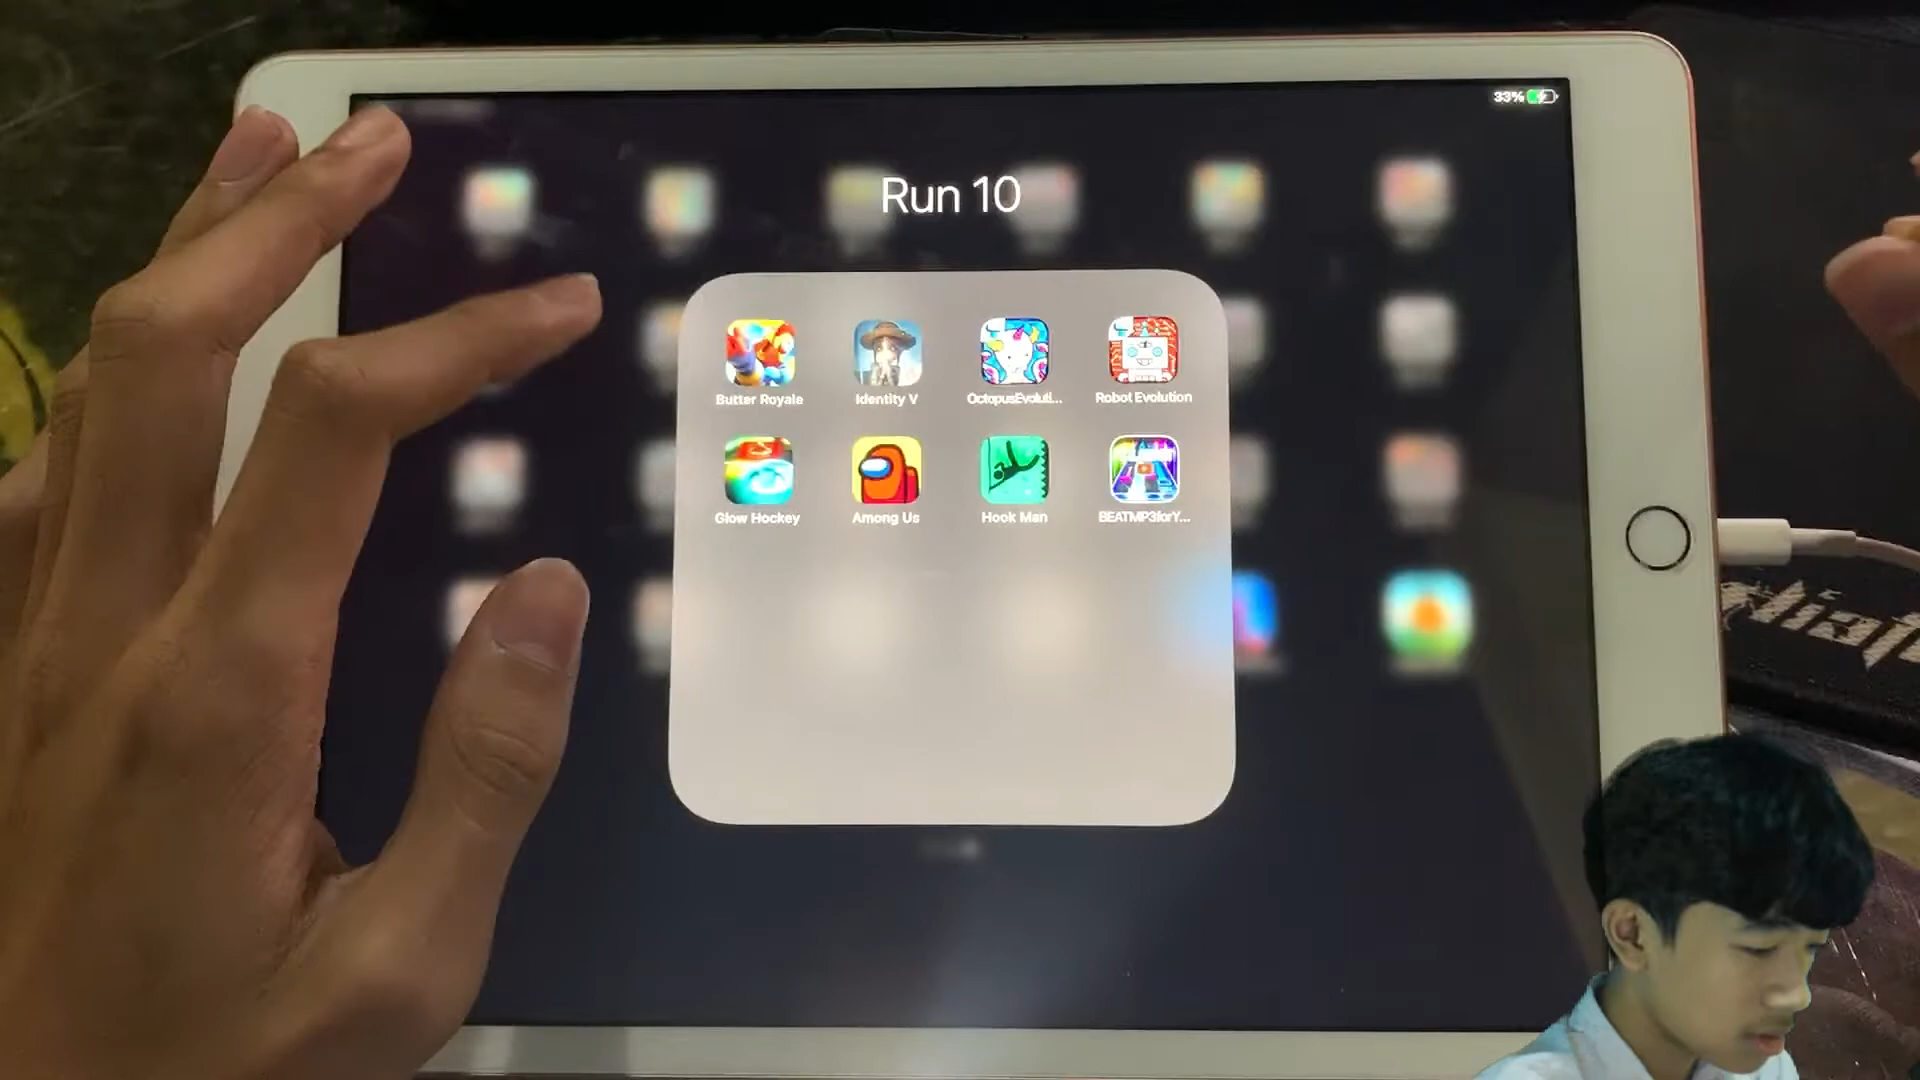 33%
Run 10
Butter Royale
Identity V
OctopusEvoluti...
Robot Evolution
Glow Hockey
Among Us
Hook Man
BEATMP3forY...